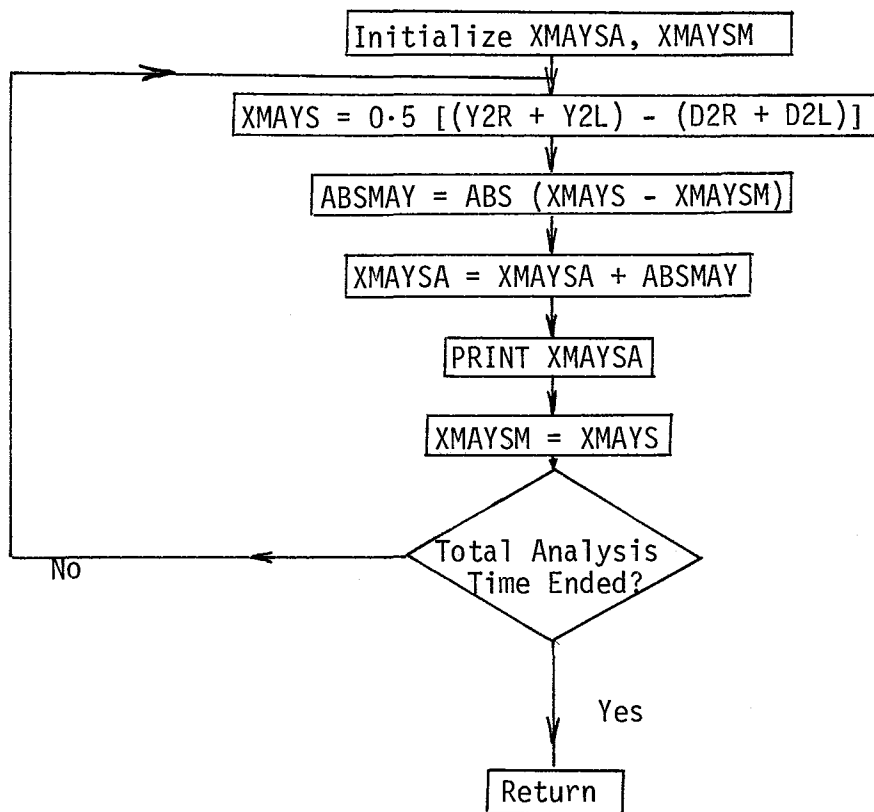 Initialize XMAYSA, XMAYSM
XMAYS = 0.5 [(Y2R + Y2L) - (D2R + D2L)]
ABSMAY = ABS (XMAYS - XMAYSM)
XMAYSA = XMAYSA + ABSMAY
PRINT XMAYSA
XMAYSM = XMAYS
Total Analysis
Time Ended?
No
Yes
Return